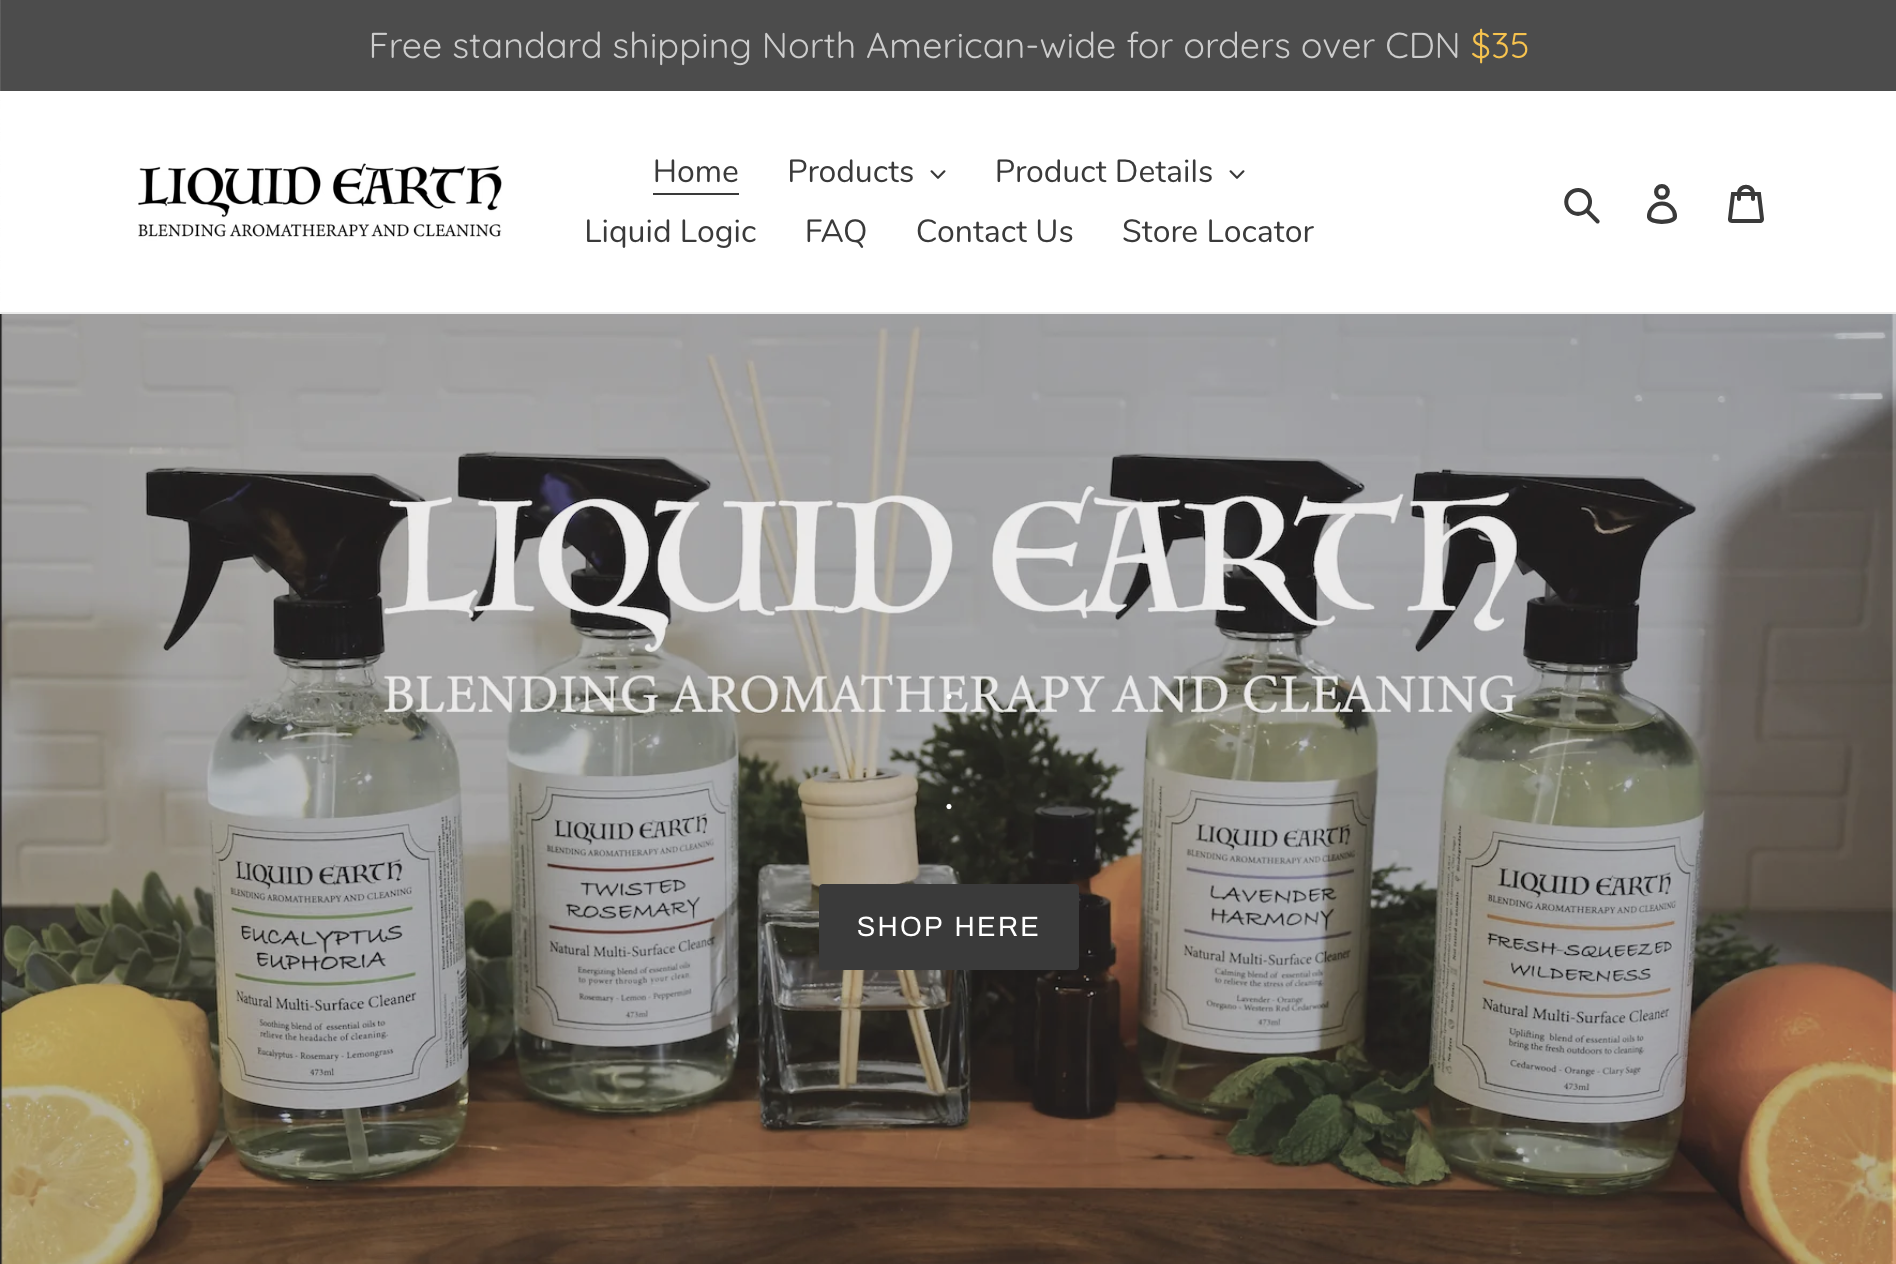 Free standard shipping North American-wide for orders over CDN $35
LIQUID EARTH
BLENDING AROMATHERAPY AND CLEANING
Home Products Product Details
Liquid Logic FAQ Contact Us Store Locator
LIQUID EARTH
BLENDING AROMATHERAPY AND CLEANING
SHOP HERE
LIQUID EARTH
BLENDING AROMATHERAPY AND CLEANING
EUCALYPTUS
EUPHORIA
Natural Multi-Surface Cleaner
Soothing blend of essential oils to
relieve the headache of cleaning.
Eucalyptus - Rosemary - Lemongrass
473ml
LIQUID EARTH
BLENDING AROMATHERAPY AND CLEANING
TWISTED
ROSEMARY
Natural Multi-Surface Cleaner
Energizing blend of essential oils
to power through your clean.
Rosemary - Lemon - Peppermint
473ml
LIQUID EARTH
BLENDING AROMATHERAPY AND CLEANING
LAVENDER
HARMONY
Natural Multi-Surface Cleaner
Calming blend of essential oils
to relieve the stress of cleaning.
Lavender - Orange
Oregano - Western Red Cedarwood
473ml
LIQUID EARTH
BLENDING AROMATHERAPY AND CLEANING
FRESH-SQUEEZED
WILDERNESS
Natural Multi-Surface Cleaner
Uplifting blend of essential oils to
bring the fresh outdoors to cleaning.
Cedarwood - Orange - Clary Sage
473ml